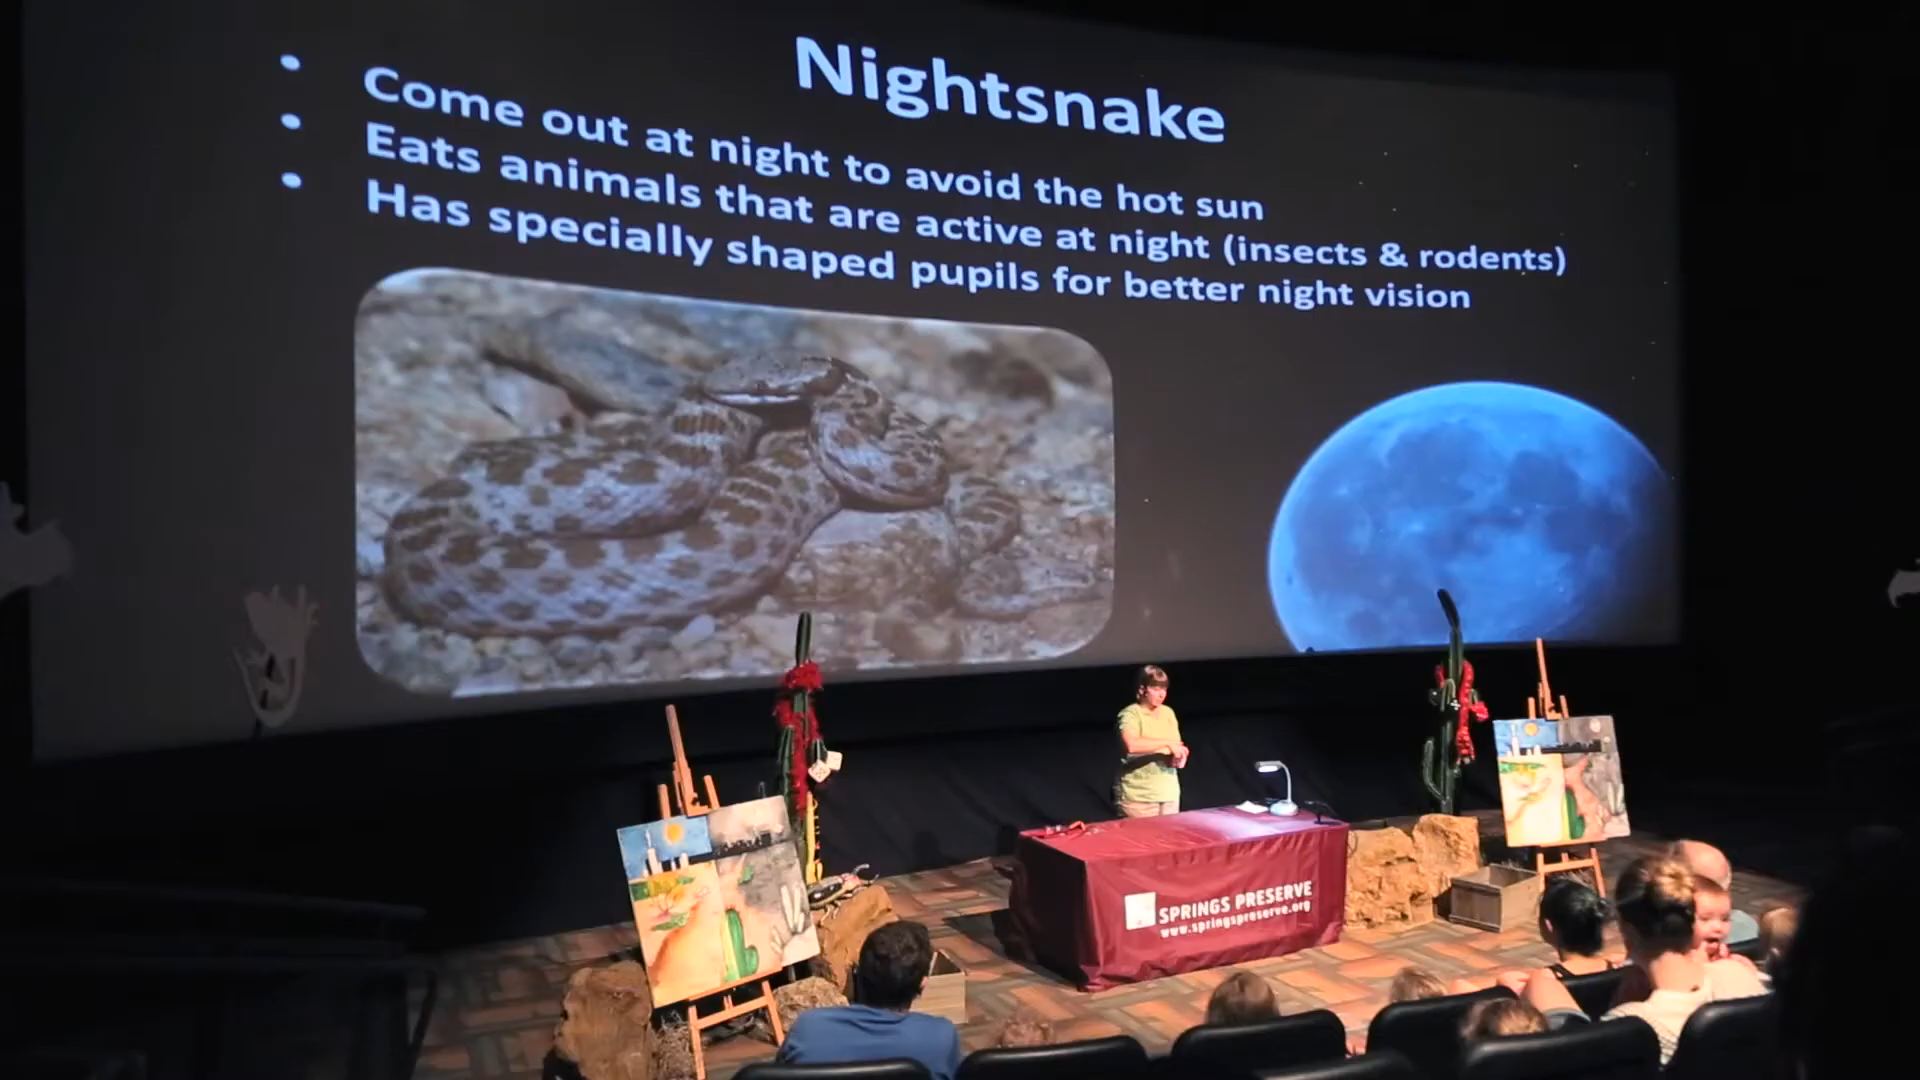 Nightsnake
• Come out at night to avoid the hot sun
• Eats animals that are active at night (insects & rodents)
• Has specially shaped pupils for better night vision
SPRINGS PRESERVE
www.springspreserve.org